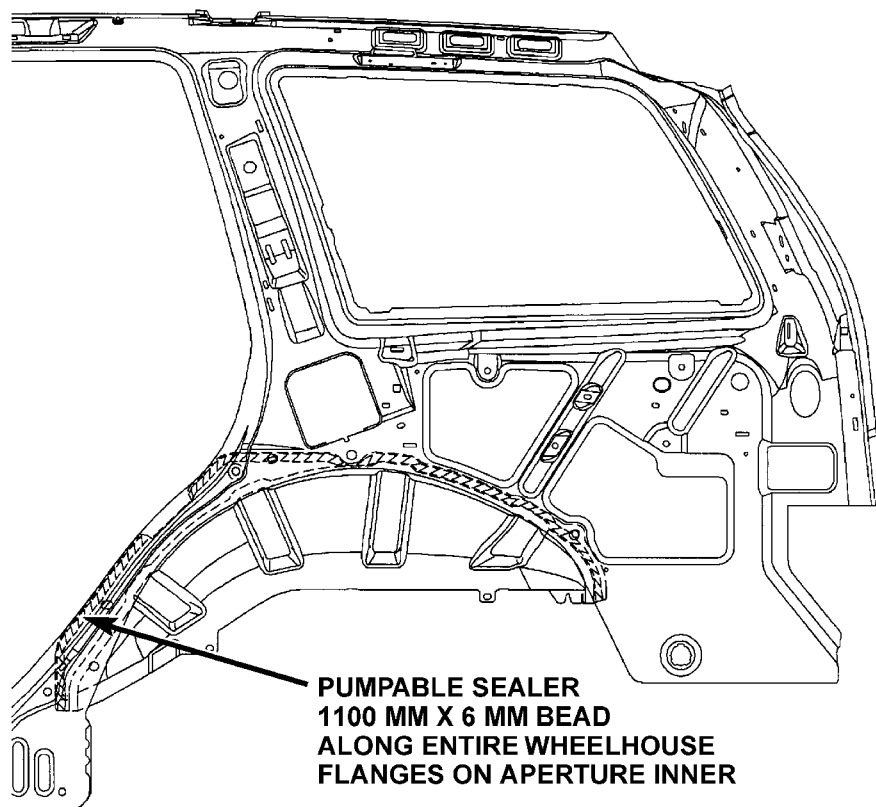 PUMPABLE SEALER
1100 MM X 6 MM BEAD
ALONG ENTIRE WHEELHOUSE
FLANGES ON APERTURE INNER